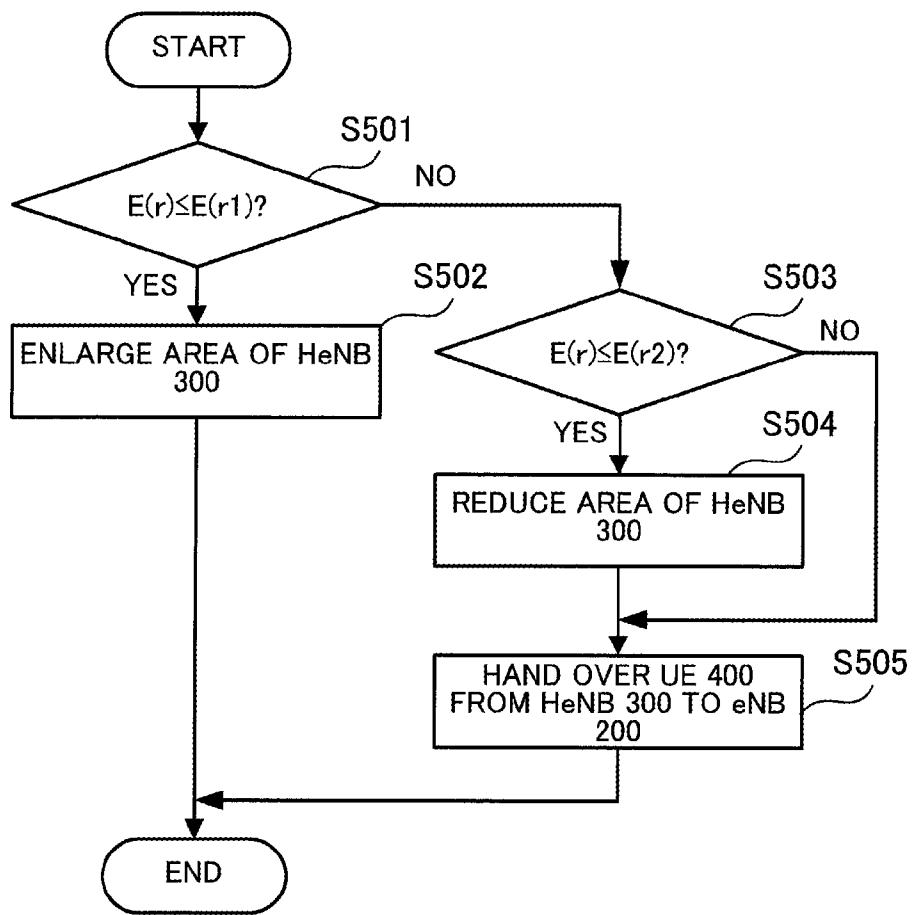 START
S501
E(r)≤E(r1)?
NO
YES
S502
ENLARGE AREA OF HeNB
300
S503
E(r)≤E(r2)?
NO
YES
S504
REDUCE AREA OF HeNB
300
S505
HAND OVER UE 400
FROM HeNB 300 TO eNB
200
END